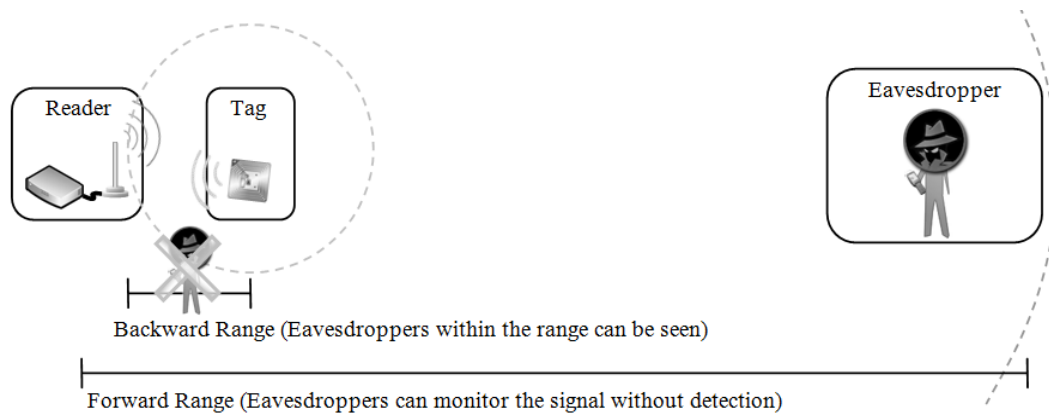 Reader
Tag
Eavesdropper
Backward Range (Eavesdroppers within the range can be seen)
Forward Range (Eavesdroppers can monitor the signal without detection)